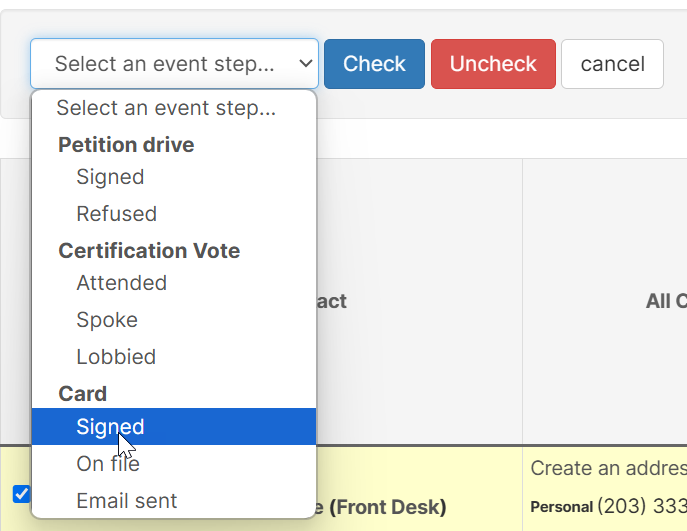 Select an event step... Check Uncheck cancel
Select an event step...
Petition drive
Signed
Refused
Certification Vote
Attended
Spoke
Lobbied
Card
Signed
On file
Email sent
act
All C
e (Front Desk)
Create an addres
Personal (203) 333